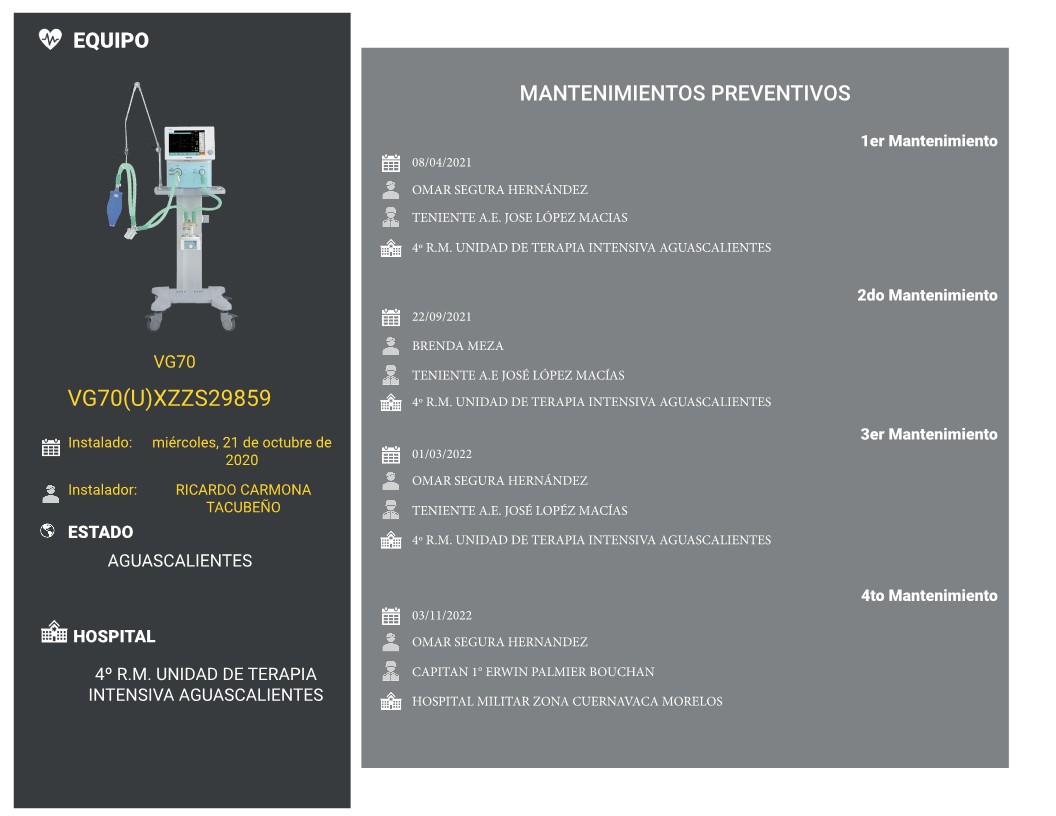 EQUIPO
VG70
VG70(U)XZZS29859
Instalado: miércoles, 21 de octubre de
2020
Instalador: RICARDO CARMONA
TACUBEÑO
ESTADO
AGUASCALIENTES
HOSPITAL
4º R.M. UNIDAD DE TERAPIA
INTENSIVA AGUASCALIENTES
MANTENIMIENTOS PREVENTIVOS
1er Mantenimiento
08/04/2021
OMAR SEGURA HERNÁNDEZ
TENIENTE A.E. JOSE LÓPEZ MACIAS
4º R.M. UNIDAD DE TERAPIA INTENSIVA AGUASCALIENTES
2do Mantenimiento
22/09/2021
BRENDA MEZA
TENIENTE A.E JOSÉ LÓPEZ MACÍAS
4º R.M. UNIDAD DE TERAPIA INTENSIVA AGUASCALIENTES
3er Mantenimiento
01/03/2022
OMAR SEGURA HERNÁNDEZ
TENIENTE A.E. JOSÉ LOPÉZ MACÍAS
4º R.M. UNIDAD DE TERAPIA INTENSIVA AGUASCALIENTES
4to Mantenimiento
03/11/2022
OMAR SEGURA HERNANDEZ
CAPITAN 1° ERWIN PALMIER BOUCHAN
HOSPITAL MILITAR ZONA CUERNAVACA MORELOS